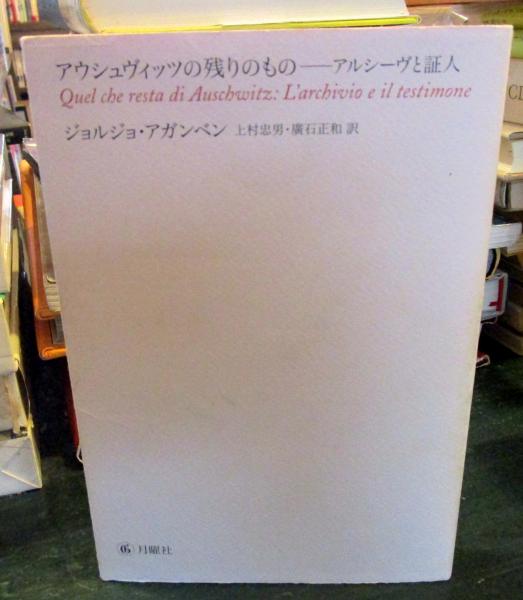 アウシュヴィッツの残りのもの──アルシーヴと証人
Quel che resta di Auschwitz: L'archivio e il testimone
ジョルジョ・アガンベン 上村忠男・廣石正和 訳
月曜社